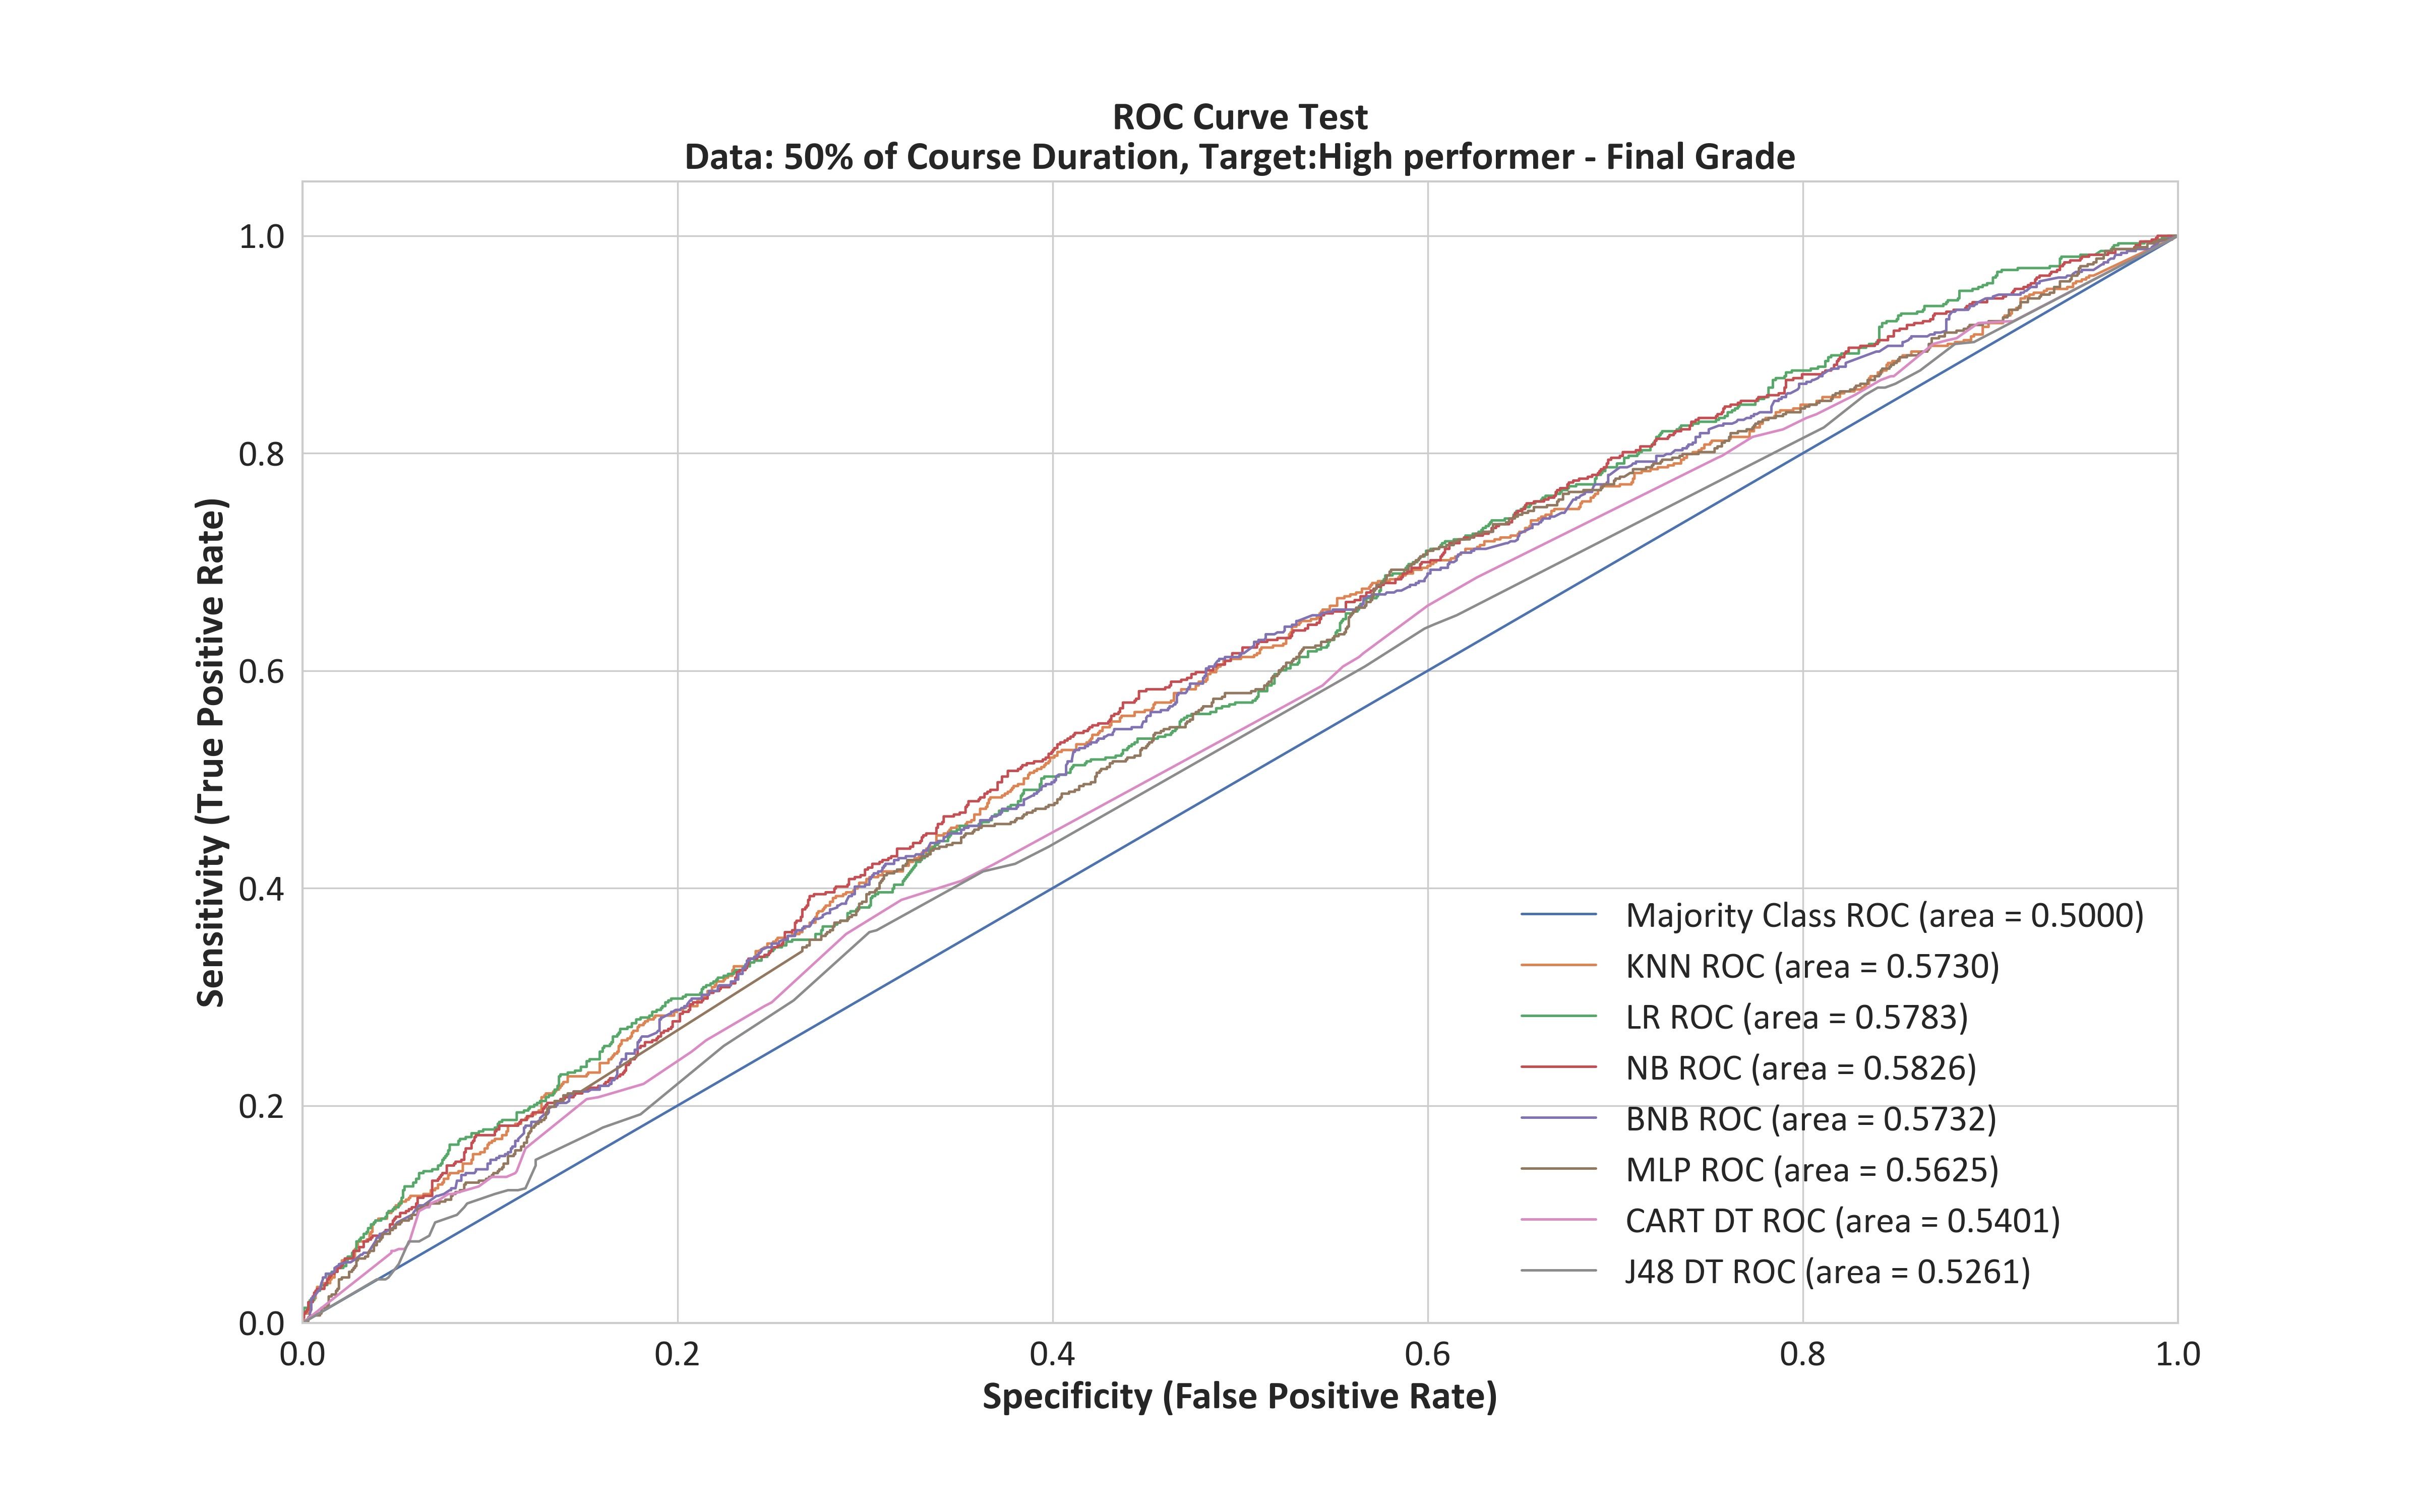 ROC Curve Test
Data: 50% of Course Duration, Target:High performer - Final Grade
Sensitivity (True Positive Rate)
1.0
0.8
0.6
0.4
0.2
0.0
Majority Class ROC (area = 0.5000)
KNN ROC (area = 0.5730)
LR ROC (area = 0.5783)
NB ROC (area = 0.5826)
BNB ROC (area = 0.5732)
MLP ROC (area = 0.5625)
CART DT ROC (area = 0.5401)
J48 DT ROC (area = 0.5261)
0.0 0.2 0.4 0.6 0.8 1.0
Specificity (False Positive Rate)